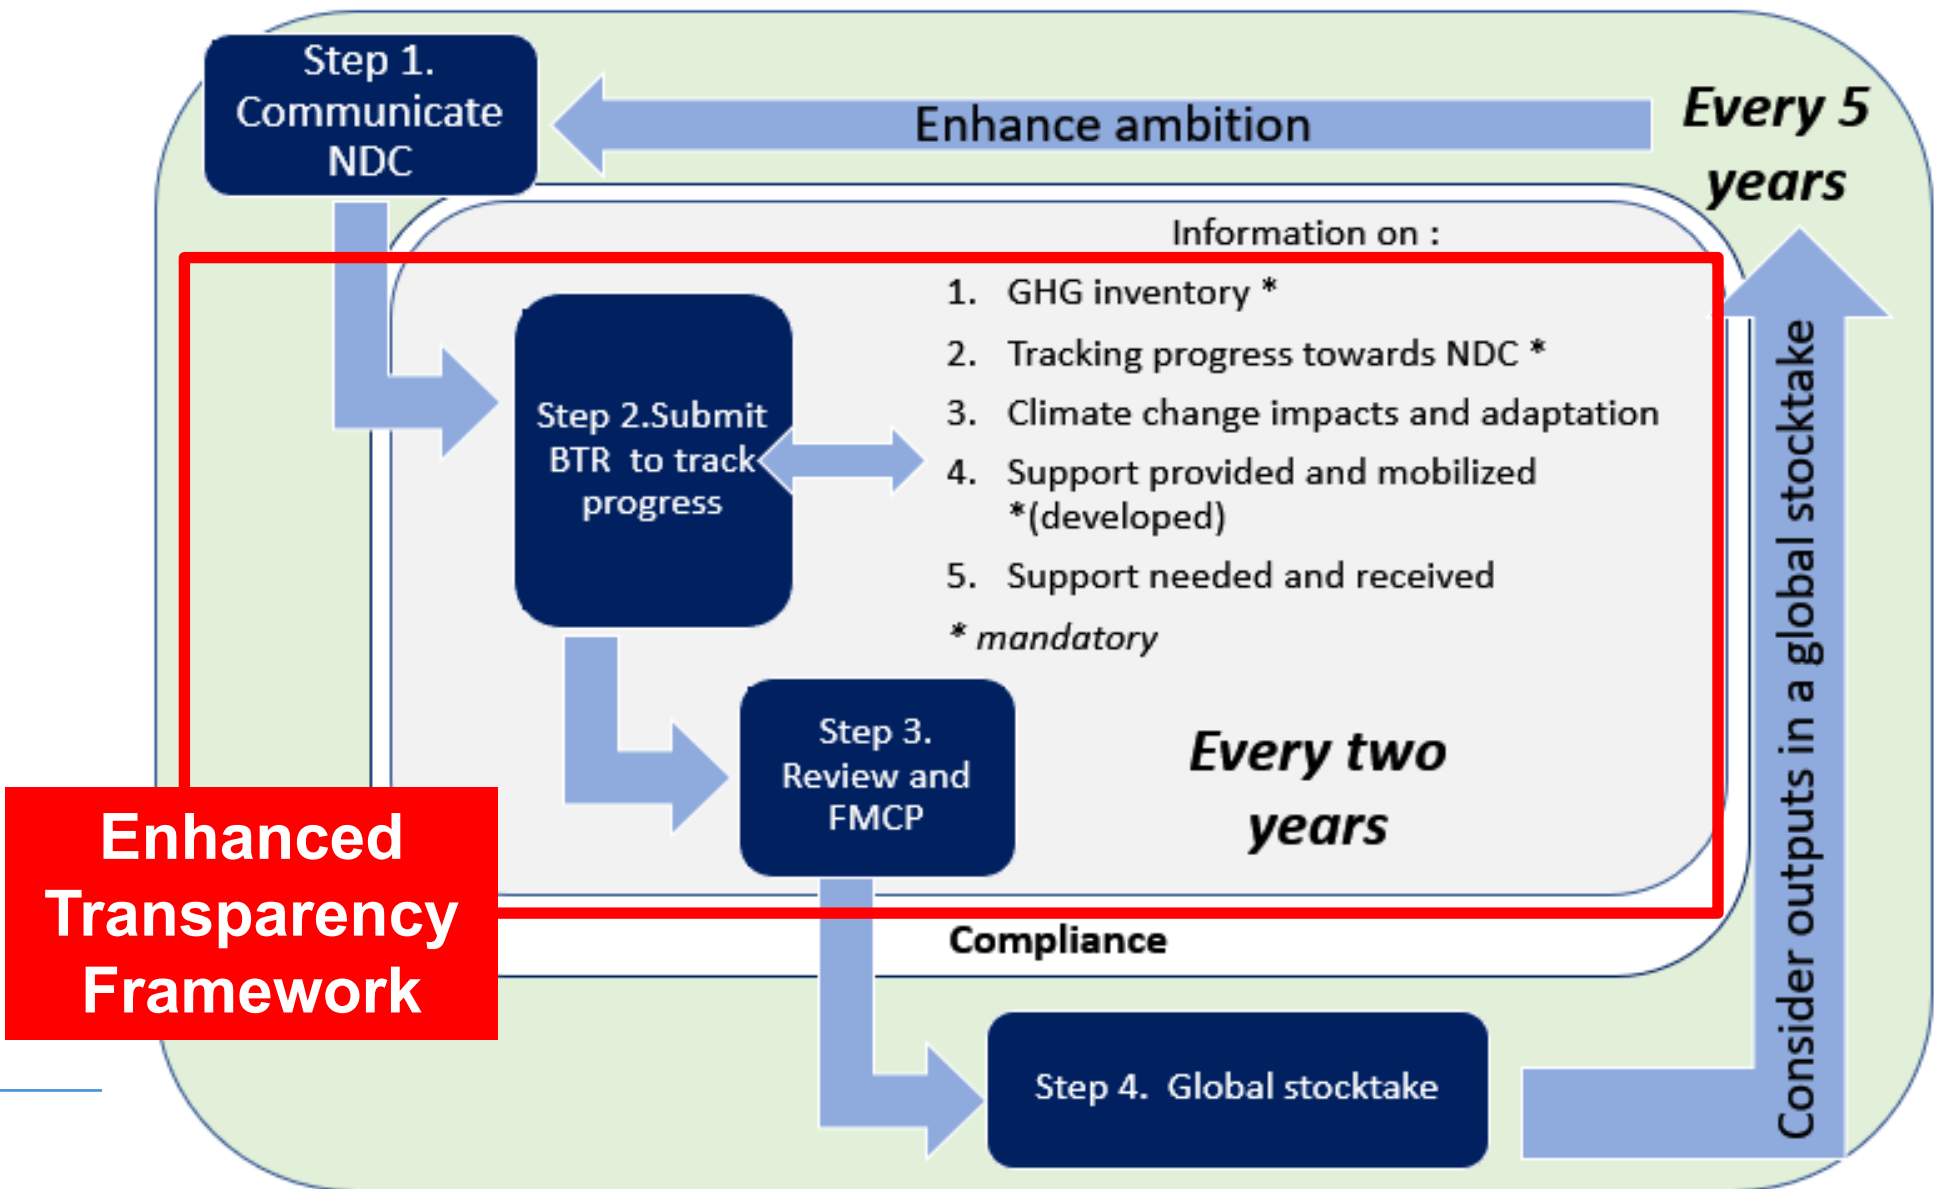 Step 1.
Communicate
NDC
Enhance ambition
Every 5
years
Information on :
1. GHG inventory *
2. Tracking progress towards NDC *
3. Climate change impacts and adaptation
4. Support provided and mobilized
*(developed)
5. Support needed and received
* mandatory
Step 2.Submit
BTR to track
progress
Step 3.
Review and
FMCP
Every two
years
Enhanced
Transparency
Framework
Compliance
Step 4. Global stocktake
Consider outputs in a global stocktake